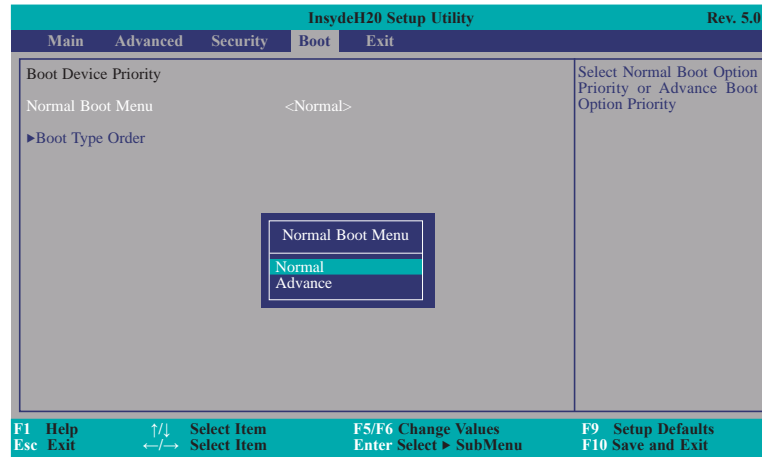 InsydeH20 Setup Utility Rev. 5.0
Main Advanced Security Boot Exit
Boot Device Priority
Normal Boot Menu <Normal>
▶Boot Type Order
Select Normal Boot Option
Priority or Advance Boot
Option Priority
Normal Boot Menu
Normal
Advance
F1 Help ↑/↓ Select Item F5/F6 Change Values F9 Setup Defaults
Esc Exit ←/→ Select Item Enter Select ▶ SubMenu F10 Save and Exit